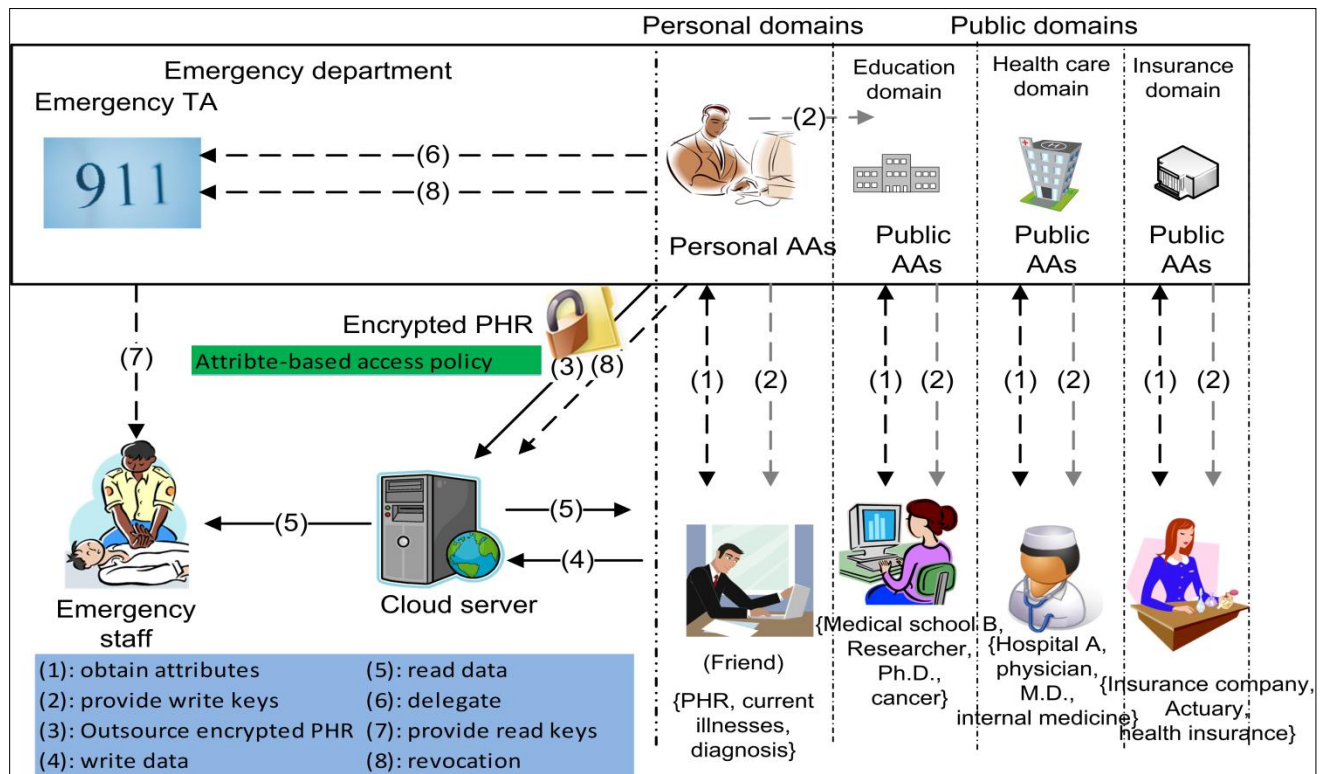 Personal domains
Public domains
Emergency department
Emergency TA
911
(6)
(8)
(2)
Personal AAs
Education
domain
Public
AAs
Health care
domain
Public
AAs
Insurance
domain
Public
AAs
Encrypted PHR
Attribte-based access policy
(3)
(8)
(7)
(1)
(2)
(1)
(2)
(1)
(2)
(1)
(2)
(5)
(5)
(4)
Emergency
staff
Cloud server
(Friend)
{PHR, current
illnesses,
diagnosis}
{Medical school B,
Researcher,
Ph.D.,
cancer}
{Hospital A,
physician,
M.D.,
internal medicine}
{Insurance company,
Actuary,
health insurance}
(1): obtain attributes
(2): provide write keys
(3): Outsource encrypted PHR
(4): write data
(5): read data
(6): delegate
(7): provide read keys
(8): revocation